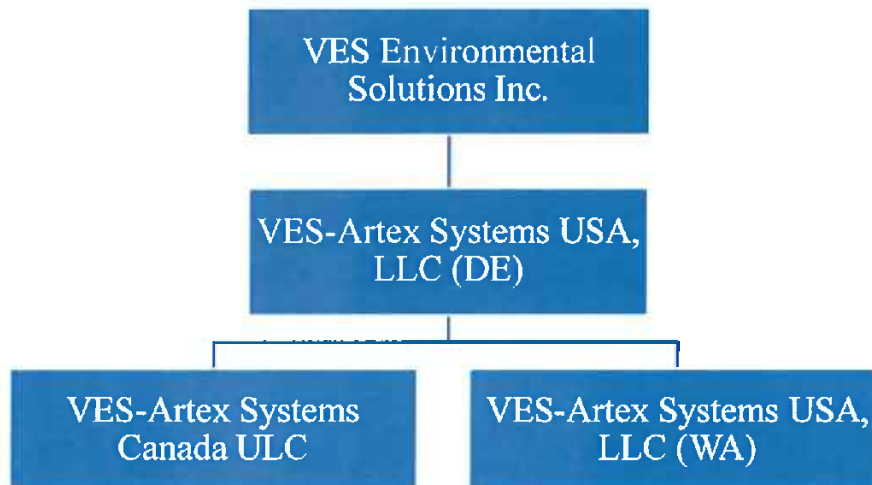 VES Environmental
Solutions Inc.
VES-Artex Systems USA,
LLC (DE)
VES-Artex Systems
Canada ULC
VES-Artex Systems USA,
LLC (WA)